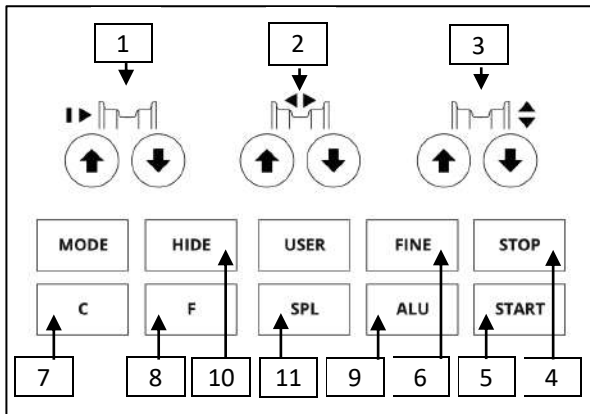 1 2 3
MODE HIDE USER FINE STOP
C F SPL ALU START
7 8 10 11 9 6 5 4